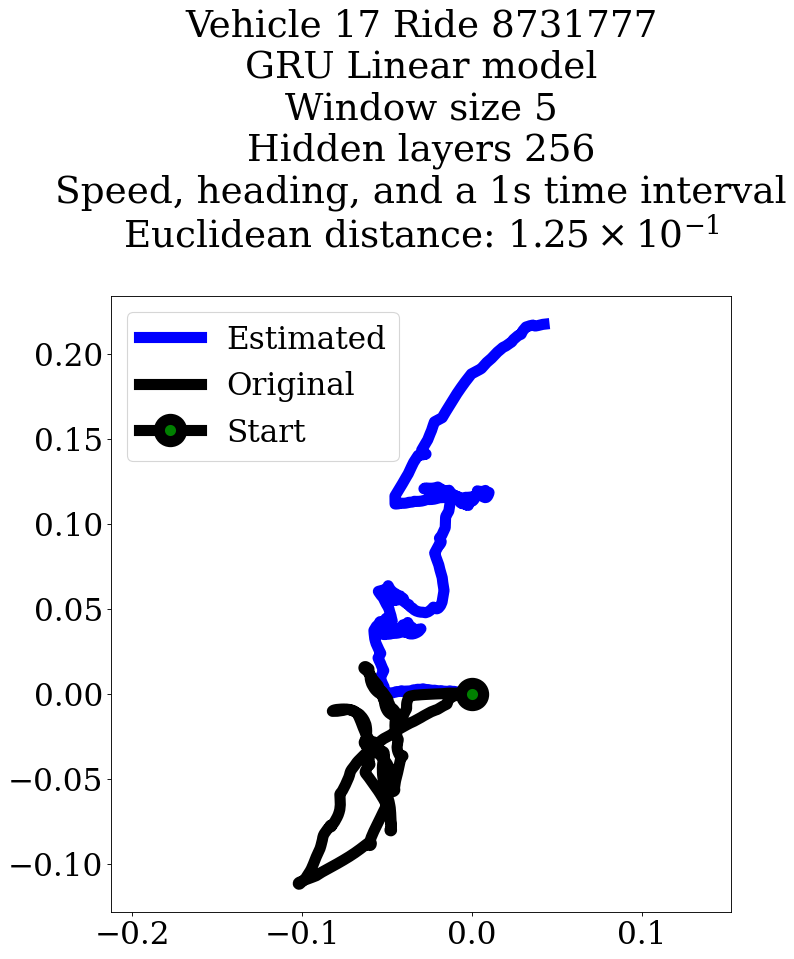 Vehicle 17 Ride 8731777
GRU Linear model
Window size 5
Hidden layers 256
Speed, heading, and a 1s time interval
Euclidean distance: 1.25 × 10⁻¹
Estimated
Original
Start
0.20
0.15
0.10
0.05
0.00
−0.05
−0.10
−0.2
−0.1
0.0
0.1